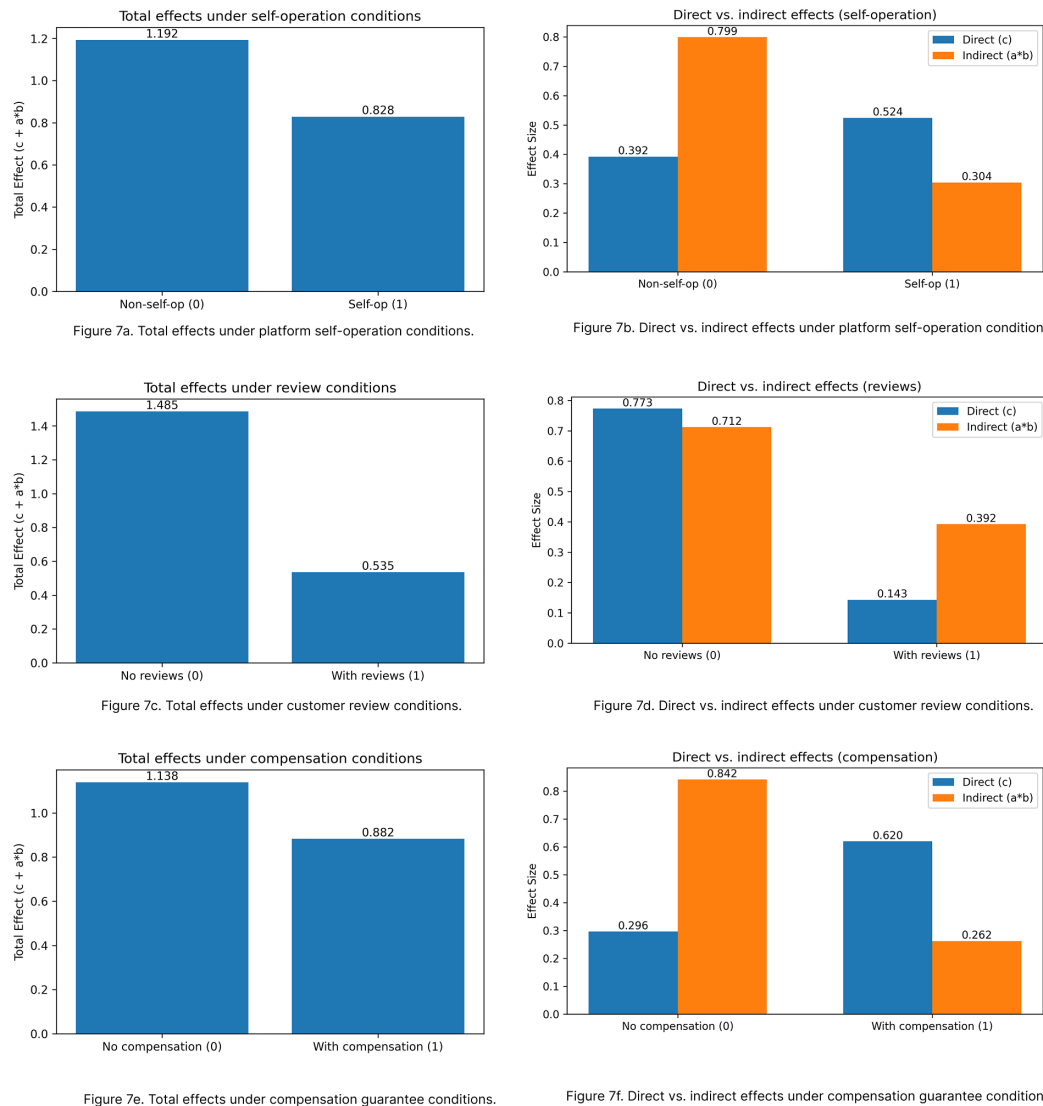 Total effects under self-operation conditions
Total Effect (c + a*b)
1.2
1.0
0.8
0.6
0.4
0.2
0.0
1.192
0.828
Non-self-op (0)
Self-op (1)
Figure 7a. Total effects under platform self-operation conditions.
Direct vs. indirect effects (self-operation)
Effect Size
0.8
0.7
0.6
0.5
0.4
0.3
0.2
0.1
0.0
Direct (c)
Indirect (a*b)
0.392
0.799
0.524
0.304
Non-self-op (0)
Self-op (1)
Figure 7b. Direct vs. indirect effects under platform self-operation condition
Total effects under review conditions
Total Effect (c + a*b)
1.4
1.2
1.0
0.8
0.6
0.4
0.2
0.0
1.485
0.535
No reviews (0)
With reviews (1)
Figure 7c. Total effects under customer review conditions.
Direct vs. indirect effects (reviews)
Effect Size
0.8
0.7
0.6
0.5
0.4
0.3
0.2
0.1
0.0
Direct (c)
Indirect (a*b)
0.773
0.712
0.143
0.392
No reviews (0)
With reviews (1)
Figure 7d. Direct vs. indirect effects under customer review conditions.
Total effects under compensation conditions
Total Effect (c + a*b)
1.0
0.8
0.6
0.4
0.2
0.0
1.138
0.882
No compensation (0)
With compensation (1)
Figure 7e. Total effects under compensation guarantee conditions.
Direct vs. indirect effects (compensation)
Effect Size
0.8
0.7
0.6
0.5
0.4
0.3
0.2
0.1
0.0
Direct (c)
Indirect (a*b)
0.296
0.842
0.620
0.262
No compensation (0)
With compensation (1)
Figure 7f. Direct vs. indirect effects under compensation guarantee condition